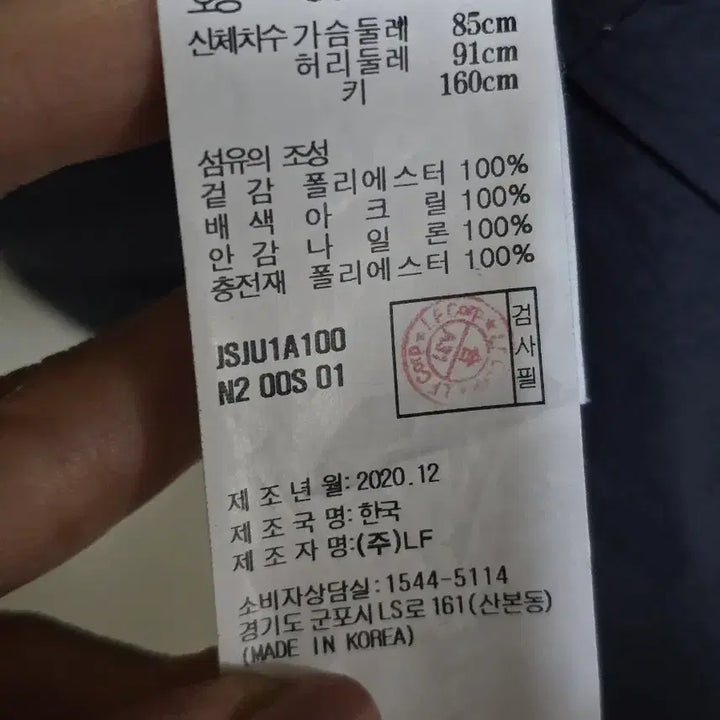 호칭
신체치수 가슴둘레 85cm
허리둘레 91cm
키 160cm
섬유의 조성
겉감 폴리에스터 100%
배색 아크릴 100%
안감 나일론 100%
충전재 폴리에스터 100%
JSJU1A100
N2 00S 01
LF Corp
검사필
제조년월: 2020.12
제조국명: 한국
제조자명:(주)LF
소비자상담실:1544-5114
경기도 군포시 LS로 161(산본동)
(MADE IN KOREA)